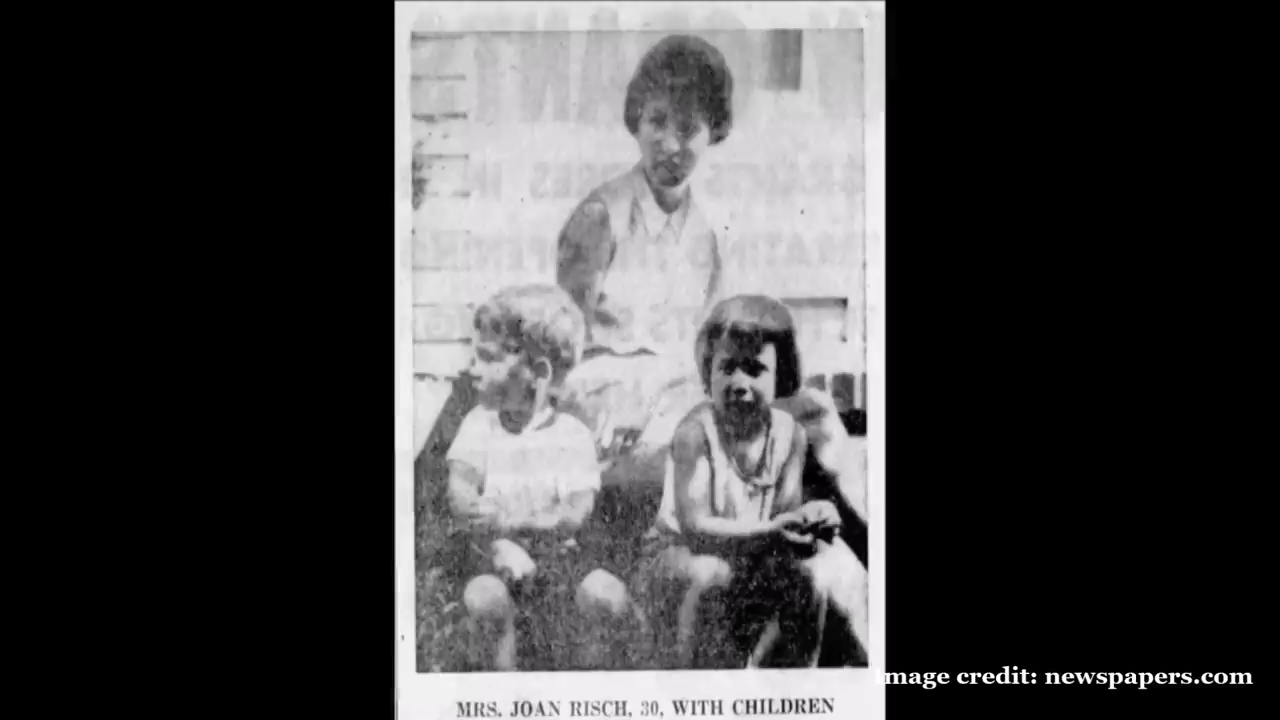 Image credit: newspapers.com
MRS. JOAN RISCH, 30, WITH CHILDREN